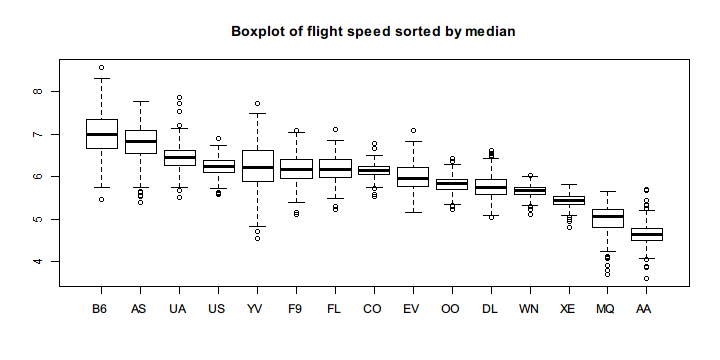 Boxplot of flight speed sorted by median
8
7
6
5
4
B6 AS UA US YV F9 FL CO EV OO DL WN XE MQ AA